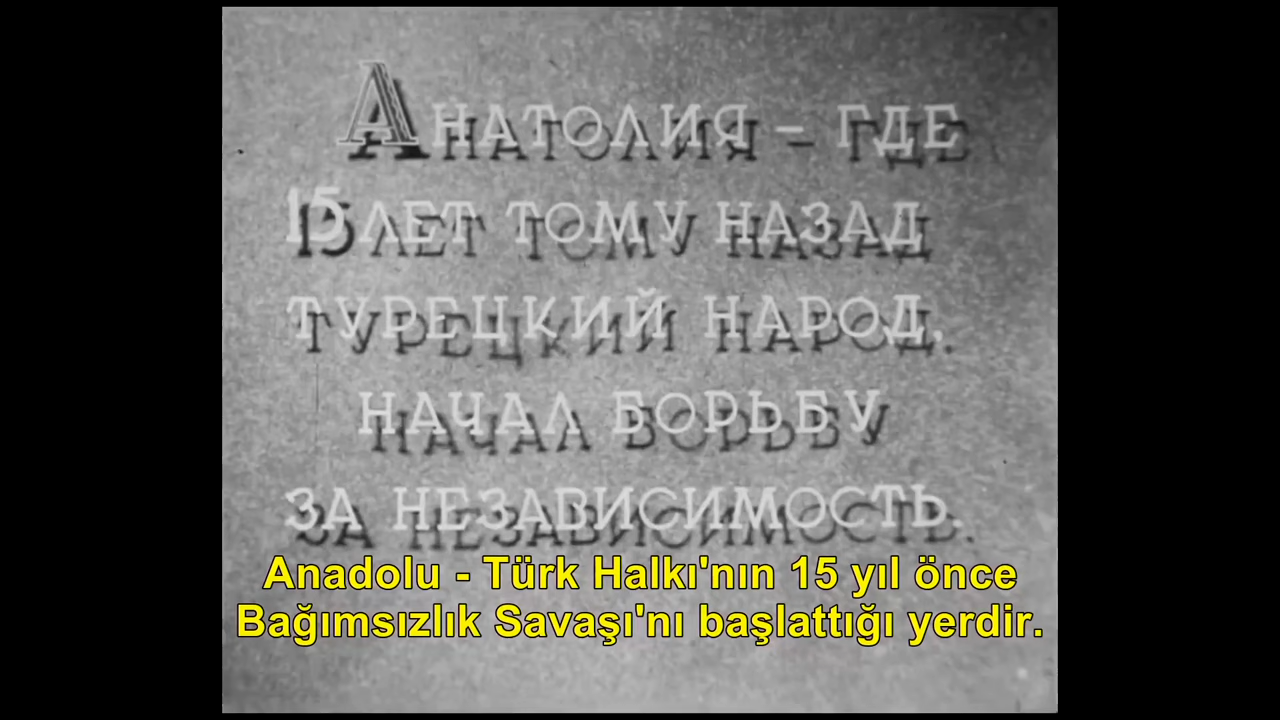 АНАТОЛИЯ – ГДЕ
15 ЛЕТ ТОМУ НАЗАД
ТУРЕЦКИЙ НАРОД.
НАЧАЛ БОРЬБУ
ЗА НЕЗАВИСИМОСТЬ.
Anadolu - Türk Halkı'nın 15 yıl önce
Bağımsızlık Savaşı'nı başlattığı yerdir.